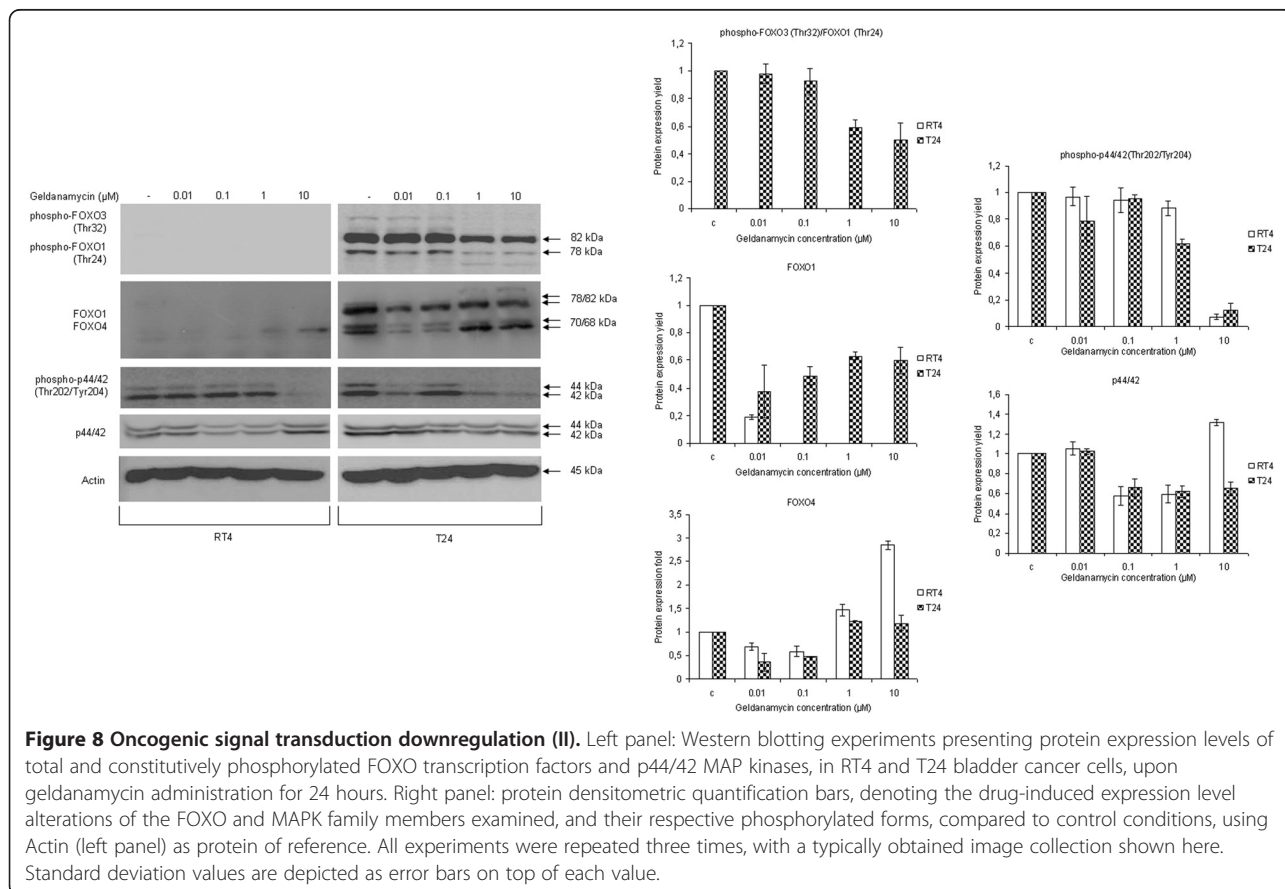 Geldanamycin (µM) - 0.01 0.1 1 10 - 0.01 0.1 1 10
phospho-FOXO3
(Thr32)
phospho-FOXO1
(Thr24)
82 kDa
78 kDa
FOXO1
FOXO4
78/82 kDa
70/68 kDa
phospho-p44/42
(Thr202/Tyr204)
44 kDa
42 kDa
p44/42
44 kDa
42 kDa
Actin
45 kDa
RT4 T24
phospho-FOXO3 (Thr32)/FOXO1 (Thr24)
Protein expression yield
1,2
1
0,8
0,6
0,4
0,2
0
c 0.01 0.1 1 10
Geldanamycin concentration (µM)
RT4
T24
FOXO1
Protein expression yield
1,2
1
0,8
0,6
0,4
0,2
0
c 0.01 0.1 1 10
Geldanamycin concentration (µM)
RT4
T24
FOXO4
Protein expression fold
3,5
3
2,5
2
1,5
1
0,5
0
c 0.01 0.1 1 10
Geldanamycin concentration (µM)
RT4
T24
phospho-p44/42(Thr202/Tyr204)
Protein expression yield
1,2
1
0,8
0,6
0,4
0,2
0
c 0.01 0.1 1 10
Geldanamycin concentration (µM)
RT4
T24
p44/42
Protein expression yield
1,6
1,4
1,2
1
0,8
0,6
0,4
0,2
0
c 0.01 0.1 1 10
Geldanamycin concentration (µM)
RT4
T24
Figure 8 Oncogenic signal transduction downregulation (II). Left panel: Western blotting experiments presenting protein expression levels of
total and constitutively phosphorylated FOXO transcription factors and p44/42 MAP kinases, in RT4 and T24 bladder cancer cells, upon
geldanamycin administration for 24 hours. Right panel: protein densitometric quantification bars, denoting the drug-induced expression level
alterations of the FOXO and MAPK family members examined, and their respective phosphorylated forms, compared to control conditions, using
Actin (left panel) as protein of reference. All experiments were repeated three times, with a typically obtained image collection shown here.
Standard deviation values are depicted as error bars on top of each value.